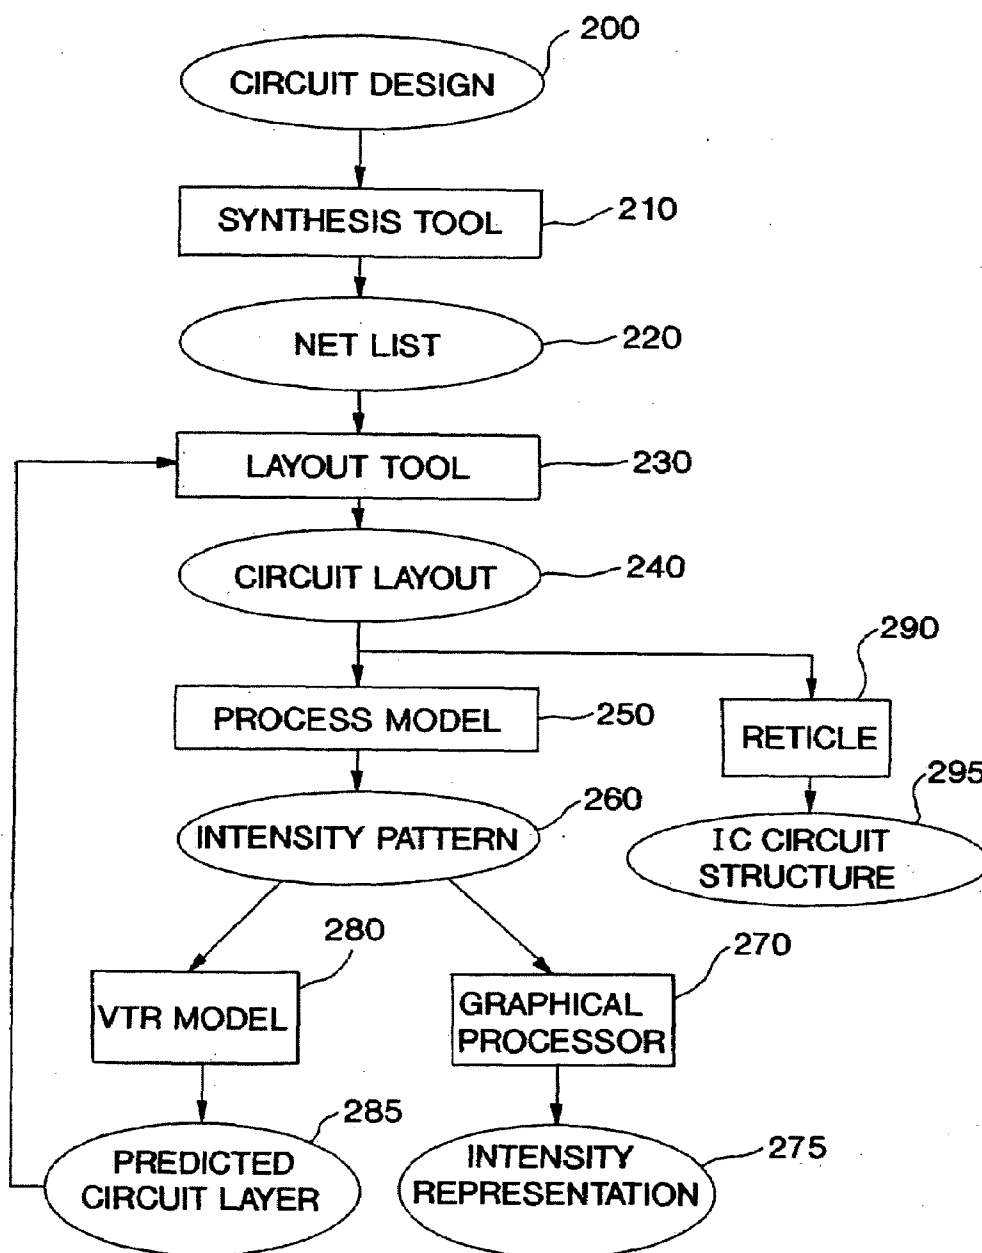 200
CIRCUIT DESIGN
210
SYNTHESIS TOOL
NET LIST
220
LAYOUT TOOL
230
CIRCUIT LAYOUT
240
290
PROCESS MODEL
250
RETICLE
260
295
INTENSITY PATTERN
IC CIRCUIT
STRUCTURE
280
270
VTR MODEL
GRAPHICAL
PROCESSOR
285
275
PREDICTED
CIRCUIT LAYER
INTENSITY
REPRESENTATION